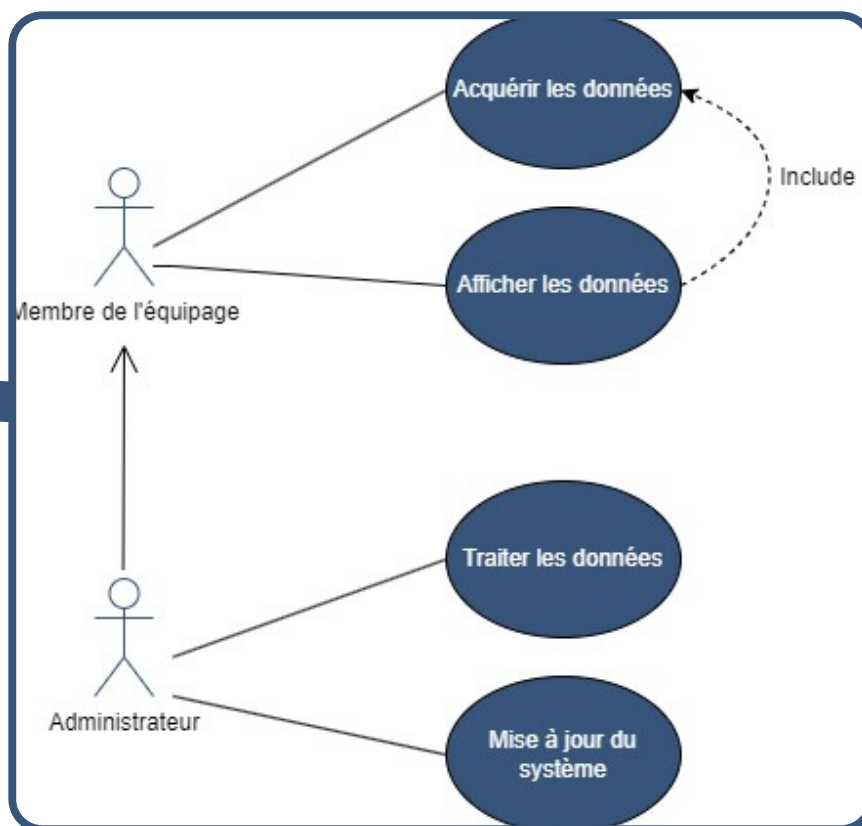 Acquérir les données
Include
Afficher les données
Membre de l'équipage
Traiter les données
Administrateur
Mise à jour du
système